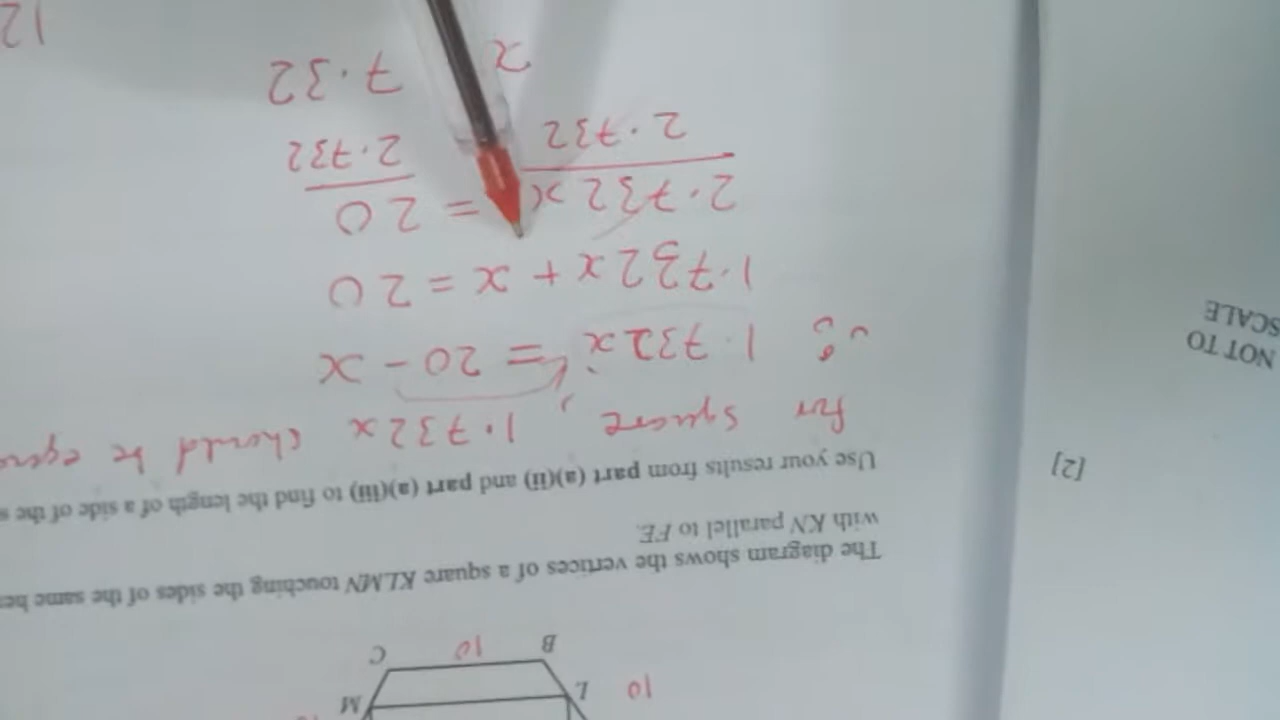 10
L
M
B
10
C
The diagram shows the vertices of a square KLMN touching the sides of the same
with KN parallel to FE.
Use your results from part (a)(ii) and part (a)(iii) to find the length of a side of the
for square, 1.732x should be
1.732x = 20 - x
1.732x + x = 20
2.732x = 20
2.732 2.732
x 7.32
12
[2]
NOT TO
SCALE